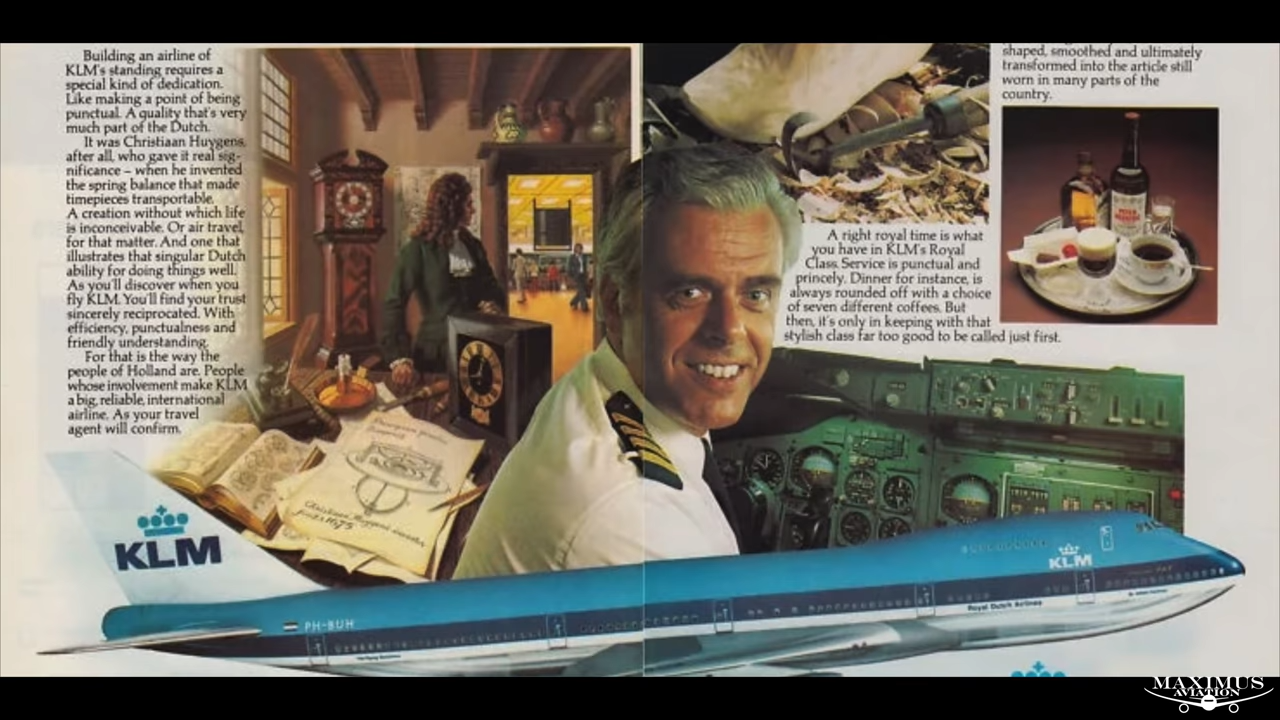 Building an airline of
KLM's standing requires a
special kind of dedication.
Like making a point of being
punctual. A quality that's very
much part of the Dutch.
It was Christiaan Huygens,
after all, who gave it real sig-
nificance – when he invented
the spring balance that made
timepieces transportable.
A creation without which life
is inconceivable. Or air travel,
for that matter. And one that
illustrates that singular Dutch
ability for doing things well.
As you'll discover when you
fly KLM. You'll find your trust
sincerely reciprocated. With
efficiency, punctualness and
friendly understanding.
For that is the way the
people of Holland are. People
whose involvement make KLM
a big, reliable, international
airline. As your travel
agent will confirm.
shaped, smoothed and ultimately
transformed into the article still
worn in many parts of the
country.
A right royal time is what
you have in KLM's Royal
Class. Service is punctual and
princely. Dinner for instance, is
always rounded off with a choice
of seven different coffees. But
then, it's only in keeping with that
stylish class far too good to be called just first.
KLM
PH-BUH
KLM
Royal Dutch Airlines
MAXIMUS
AVIATION